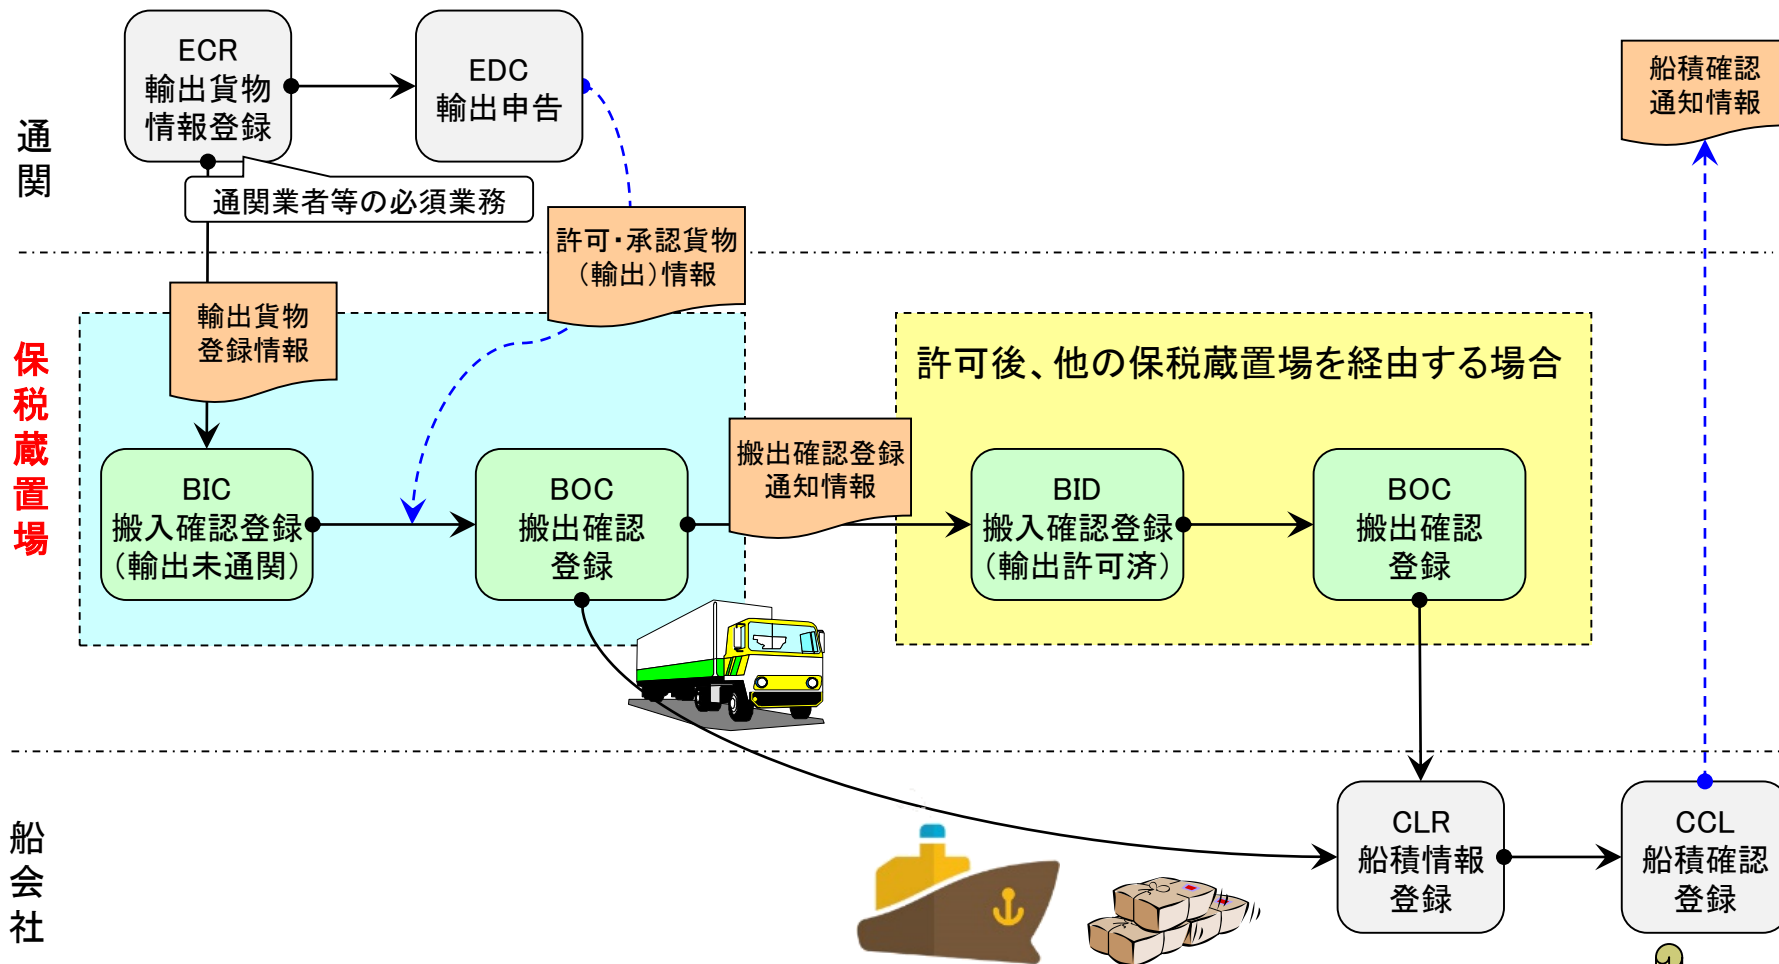 通関
ECR
輸出貨物
情報登録
EDC
輸出申告
通関業者等の必須業務
船積確認
通知情報
許可・承認貨物
（輸出）情報
保税蔵置場
輸出貨物
登録情報
許可後、他の保税蔵置場を経由する場合
搬出確認登録
通知情報
BIC
搬入確認登録
（輸出未通関）
BOC
搬出確認
登録
BID
搬入確認登録
（輸出許可済）
BOC
搬出確認
登録
船会社
CLR
船積情報
登録
CCL
船積確認
登録